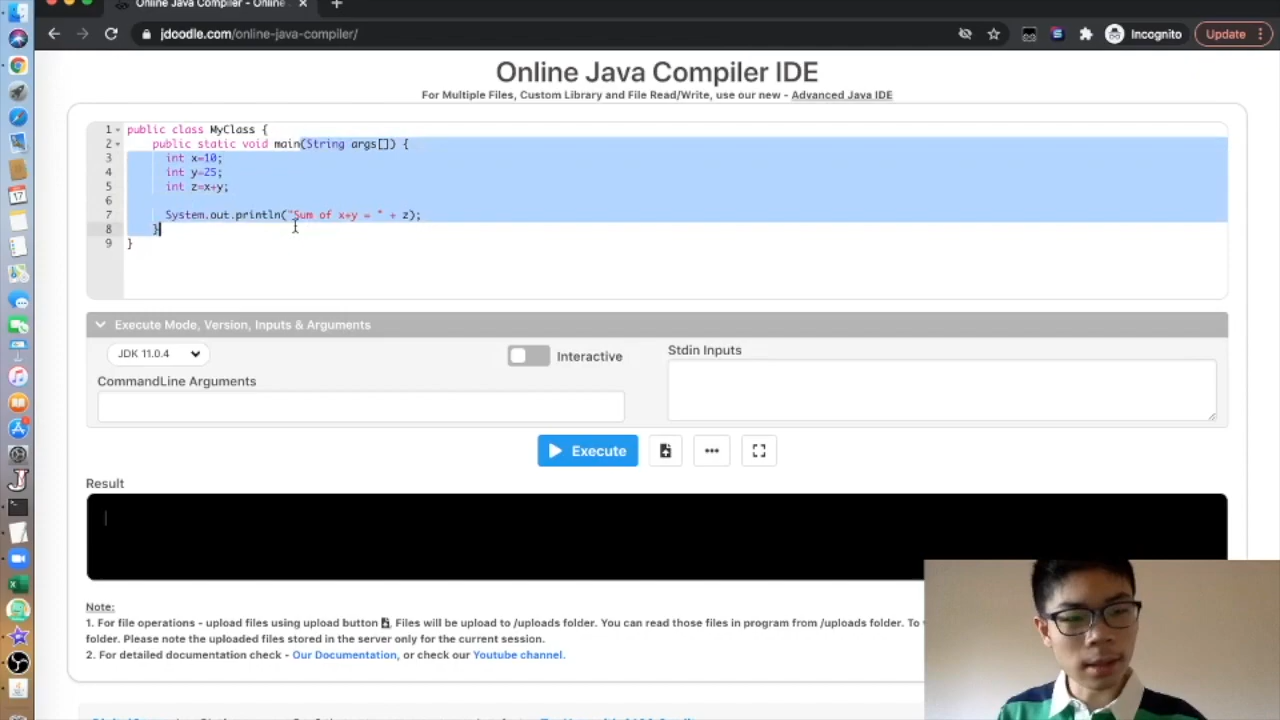 Online Java Compiler - Online
jdoodle.com/online-java-compiler/
Incognito
Update
Online Java Compiler IDE
For Multiple Files, Custom Library and File Read/Write, use our new - Advanced Java IDE
1 public class MyClass {
2 public static void main(String args[]) {
3 int x=10;
4 int y=25;
5 int z=x+y;
6
7 System.out.println("Sum of x+y = " + z);
8 }
9 }
Execute Mode, Version, Inputs & Arguments
JDK 11.0.4
Interactive
Stdin Inputs
CommandLine Arguments
Execute
Result
Note:
1. For file operations - upload files using upload button . Files will be upload to /uploads folder. You can read those files in program from /uploads folder. To
folder. Please note the uploaded files stored in the server only for the current session.
2. For detailed documentation check - Our Documentation, or check our Youtube channel.
17